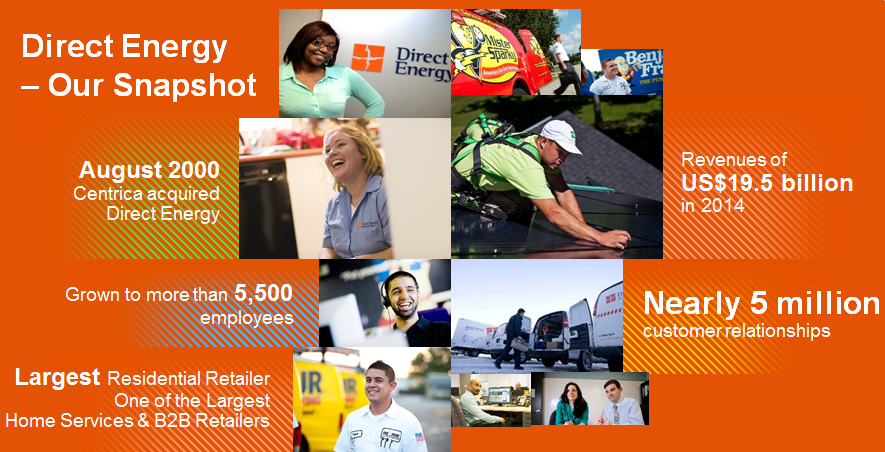 Direct Energy
– Our Snapshot
Direct
Energy
Mister
Sparky
Benj
Fra
August 2000
Centrica acquired
Direct Energy
Revenues of
US$19.5 billion
in 2014
Grown to more than 5,500
employees
Nearly 5 million
customer relationships
Largest Residential Retailer
One of the Largest
Home Services & B2B Retailers